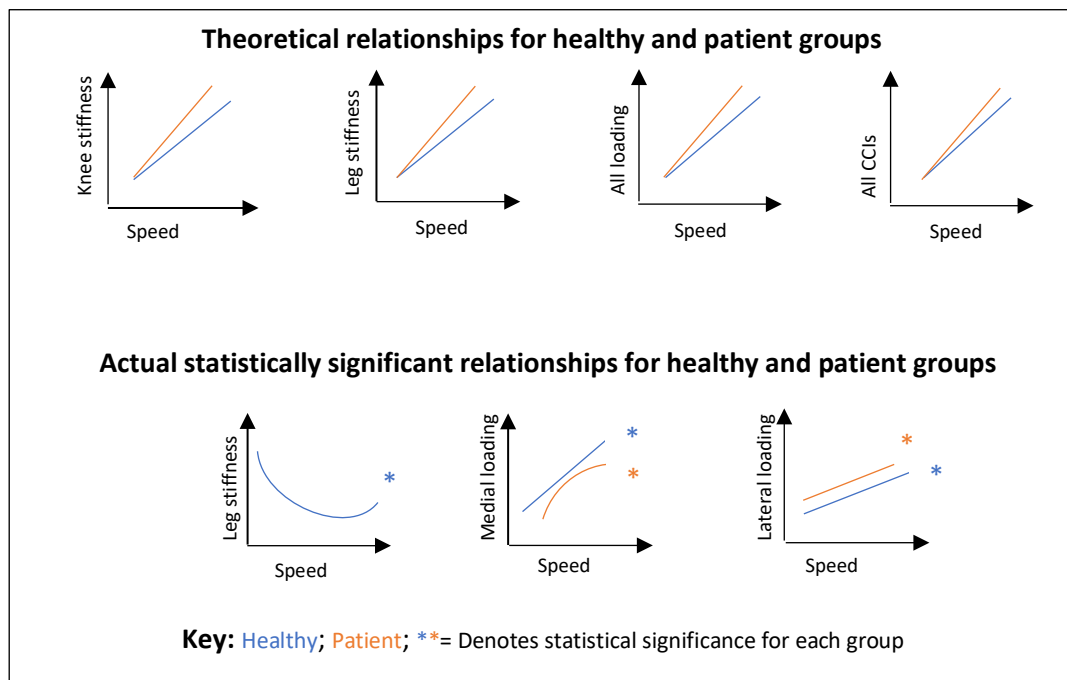 Theoretical relationships for healthy and patient groups
Knee stiffness
Speed
Leg stiffness
Speed
All loading
Speed
All CCIs
Speed
Actual statistically significant relationships for healthy and patient groups
Leg stiffness
*
Speed
Medial loading
*
*
Speed
Lateral loading
*
*
Speed
Key: Healthy; Patient; **= Denotes statistical significance for each group